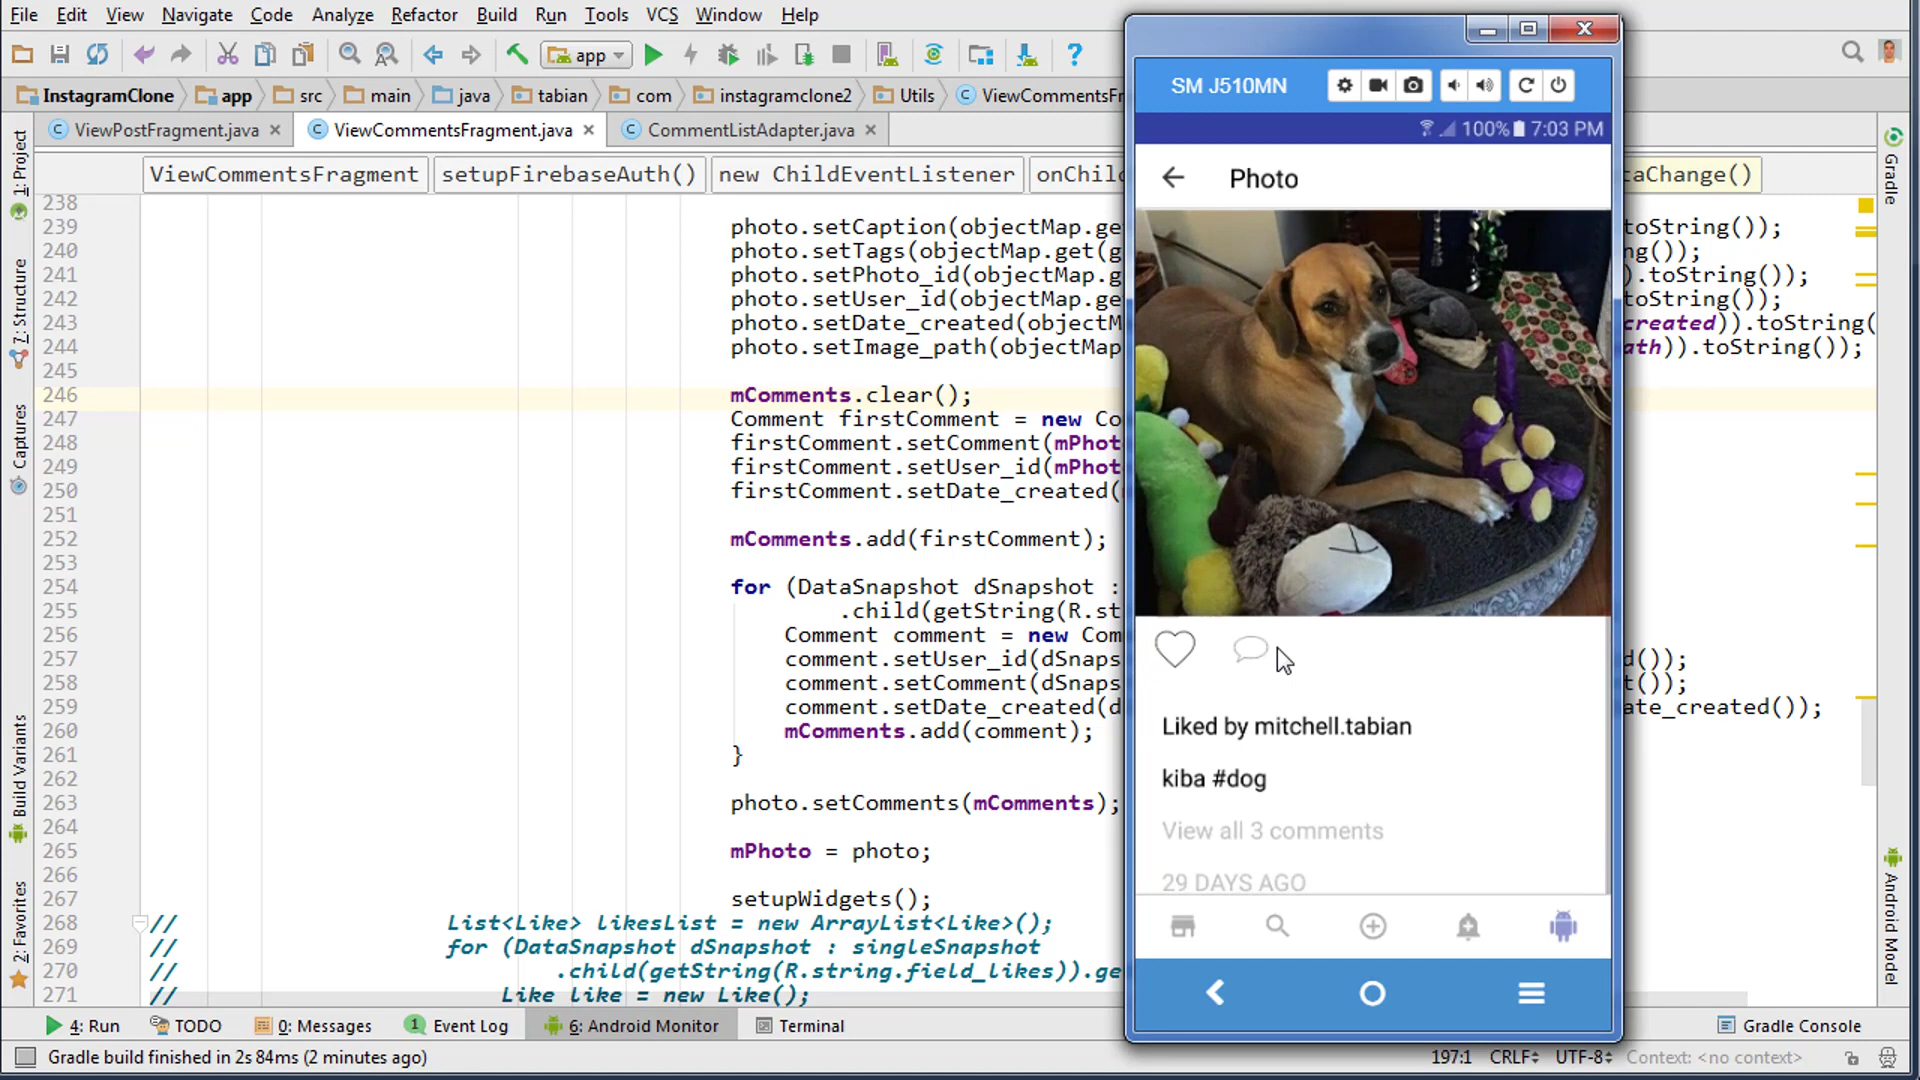 File Edit View Navigate Code Analyze Refactor Build Run Tools VCS Window Help
app
InstagramClone app src main java tabian com instagramclone2 Utils ViewCommentsFr
ViewPostFragment.java ViewCommentsFragment.java CommentListAdapter.java
ViewCommentsFragment setupFirebaseAuth() new ChildEventListener onChil taChange()
238
239 photo.setCaption(objectMap.ge toString());
240 photo.setTags(objectMap.get(g ng());
241 photo.setPhoto_id(objectMap.g ).toString());
242 photo.setUser_id(objectMap.ge toString());
243 photo.setDate_created(objectM created)).toString(
244 photo.setImage_path(objectMap ath)).toString());
245
246 mComments.clear();
247 Comment firstComment = new Co
248 firstComment.setComment(mPhot
249 firstComment.setUser_id(mPhot
250 firstComment.setDate_created(
251
252 mComments.add(firstComment);
253
254 for (DataSnapshot dSnapshot :
255 .child(getString(R.st
256 Comment comment = new Com
257 comment.setUser_id(dSnaps d());
258 comment.setComment(dSnaps t());
259 comment.setDate_created(d ate_created());
260 mComments.add(comment);
261 }
262
263 photo.setComments(mComments);
264
265 mPhoto = photo;
266
267 setupWidgets();
268 // List<Like> likesList = new ArrayList<Like>();
269 // for (DataSnapshot dSnapshot : singleSnapshot
270 // .child(getString(R.string.field_likes)).ge
271 // Like like = new Like();
1: Project
7: Structure
Captures
Build Variants
2: Favorites
Gradle
Android Model
SM J510MN
100% 7:03 PM
Photo
Liked by mitchell.tabian
kiba #dog
View all 3 comments
29 DAYS AGO
4: Run TODO 0: Messages 1 Event Log 6: Android Monitor Terminal Gradle Console
Gradle build finished in 2s 84ms (2 minutes ago) 197:1 CRLF UTF-8 Context: <no context>